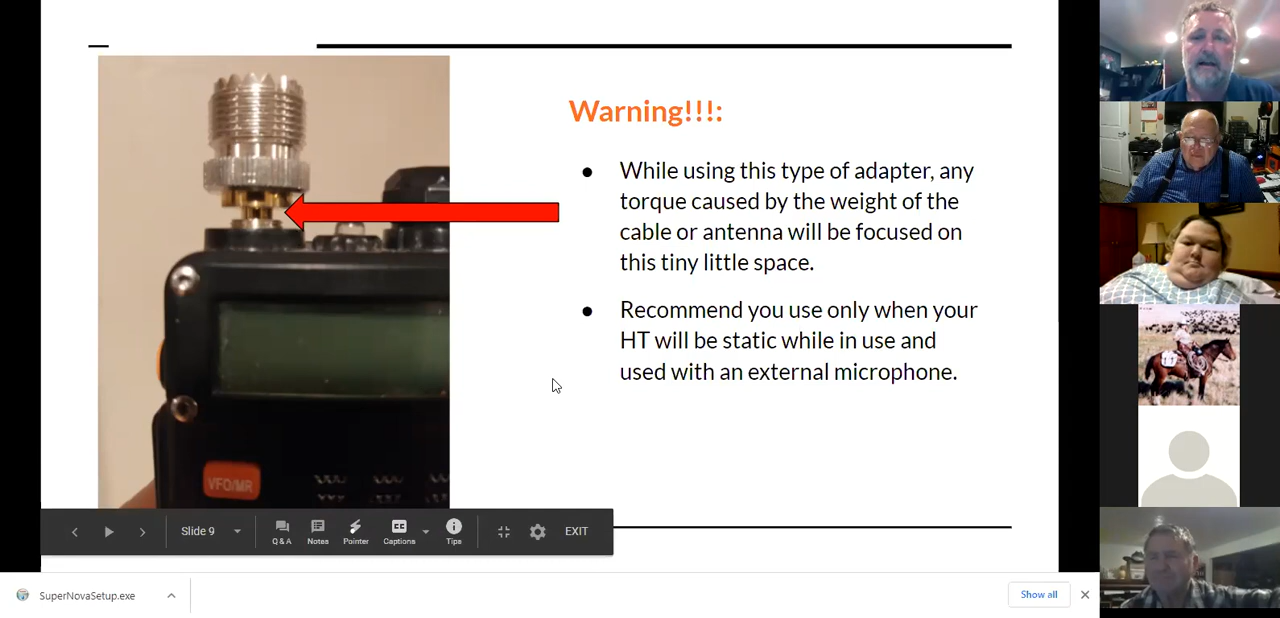 Warning!!!:
● While using this type of adapter, any
torque caused by the weight of the
cable or antenna will be focused on
this tiny little space.
● Recommend you use only when your
HT will be static while in use and
used with an external microphone.
VFO/MR
Slide 9
Q & A
Notes
Pointer
CC
Captions
Tips
EXIT
SuperNovaSetup.exe
Show all